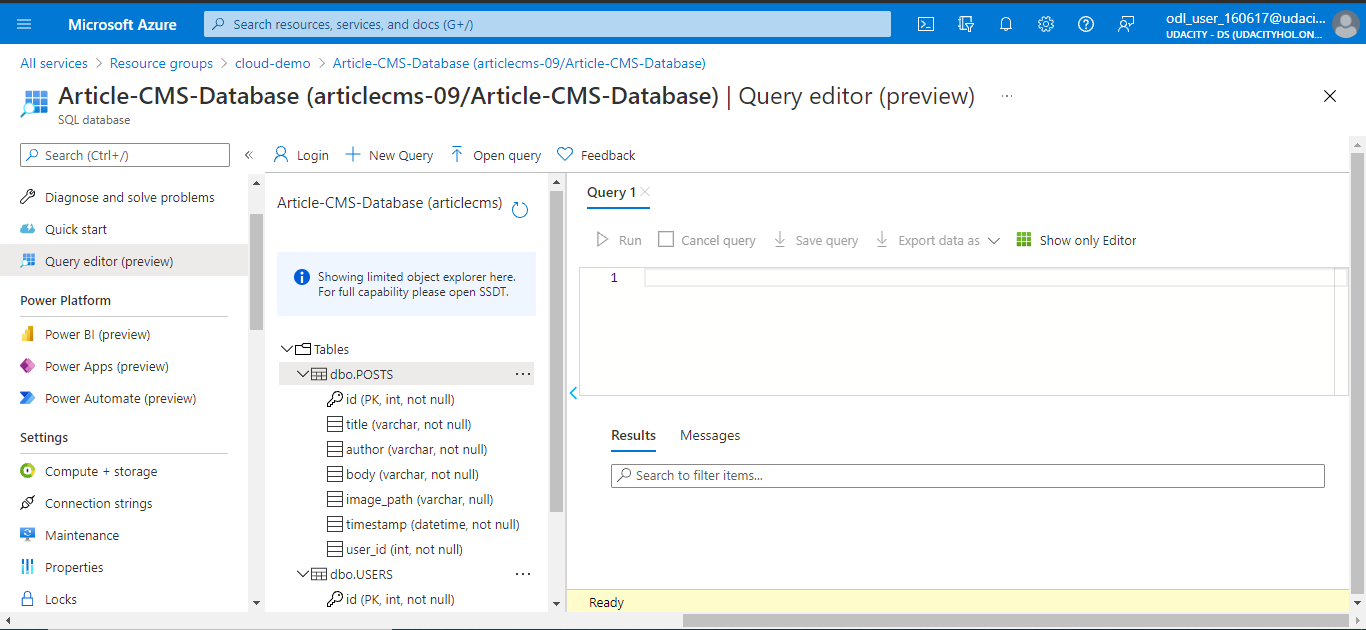 Microsoft Azure
Search resources, services, and docs (G+/)
odl_user_160617@udaci...
UDACITY - DS (UDACITYHOL.ON...
All services > Resource groups > cloud-demo > Article-CMS-Database (articlecms-09/Article-CMS-Database)
Article-CMS-Database (articlecms-09/Article-CMS-Database) | Query editor (preview) ...
SQL database
Search (Ctrl+/)
«
Login
New Query
Open query
Feedback
Diagnose and solve problems
Quick start
Query editor (preview)
Power Platform
Power BI (preview)
Power Apps (preview)
Power Automate (preview)
Settings
Compute + storage
Connection strings
Maintenance
Properties
Locks
Article-CMS-Database (articlecms)
Showing limited object explorer here.
For full capability please open SSDT.
Tables
dbo.POSTS ...
id (PK, int, not null)
title (varchar, not null)
author (varchar, not null)
body (varchar, not null)
image_path (varchar, null)
timestamp (datetime, not null)
user_id (int, not null)
dbo.USERS ...
id (PK, int, not null)
Query 1
Run
Cancel query
Save query
Export data as
Show only Editor
1
Results
Messages
Search to filter items...
Ready